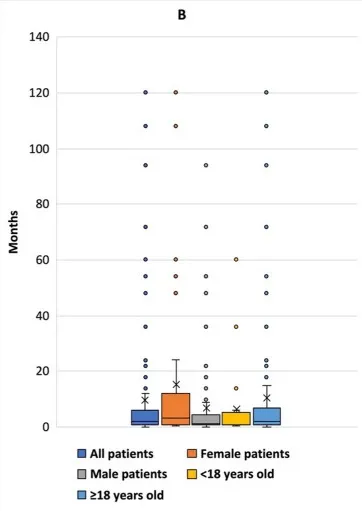 B
140
120
100
80
60
40
20
0
Months
All patients
Female patients
Male patients
<18 years old
≥18 years old